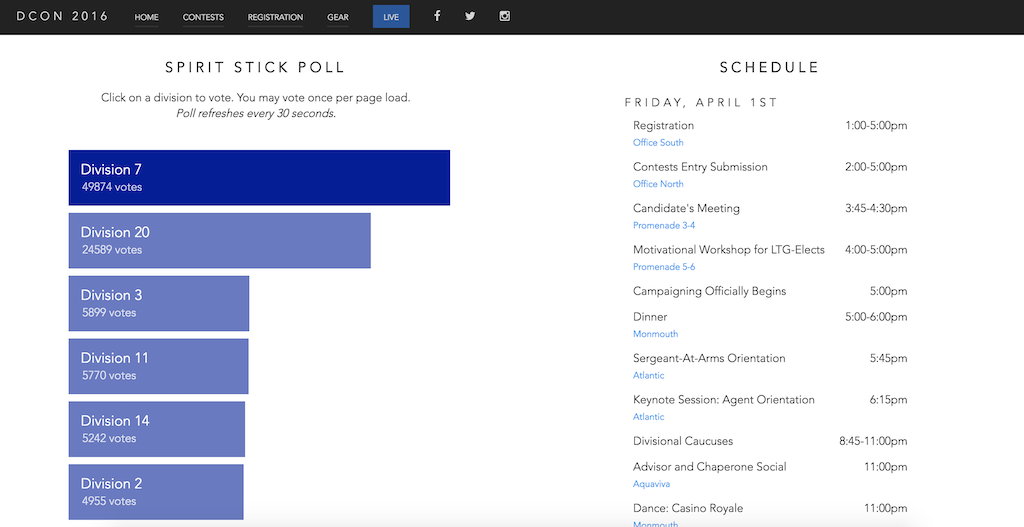 DCON 2016 HOME CONTESTS REGISTRATION GEAR LIVE
SPIRIT STICK POLL
Click on a division to vote. You may vote once per page load.
Poll refreshes every 30 seconds.
Division 7
49874 votes
Division 20
24589 votes
Division 3
5899 votes
Division 11
5770 votes
Division 14
5242 votes
Division 2
4955 votes
SCHEDULE
FRIDAY, APRIL 1ST
Registration 1:00-5:00pm
Office South
Contests Entry Submission 2:00-5:00pm
Office North
Candidate's Meeting 3:45-4:30pm
Promenade 3-4
Motivational Workshop for LTG-Elects 4:00-5:00pm
Promenade 5-6
Campaigning Officially Begins 5:00pm
Dinner 5:00-6:00pm
Monmouth
Sergeant-At-Arms Orientation 5:45pm
Atlantic
Keynote Session: Agent Orientation 6:15pm
Atlantic
Divisional Caucuses 8:45-11:00pm
Advisor and Chaperone Social 11:00pm
Aquaviva
Dance: Casino Royale 11:00pm
Monmouth